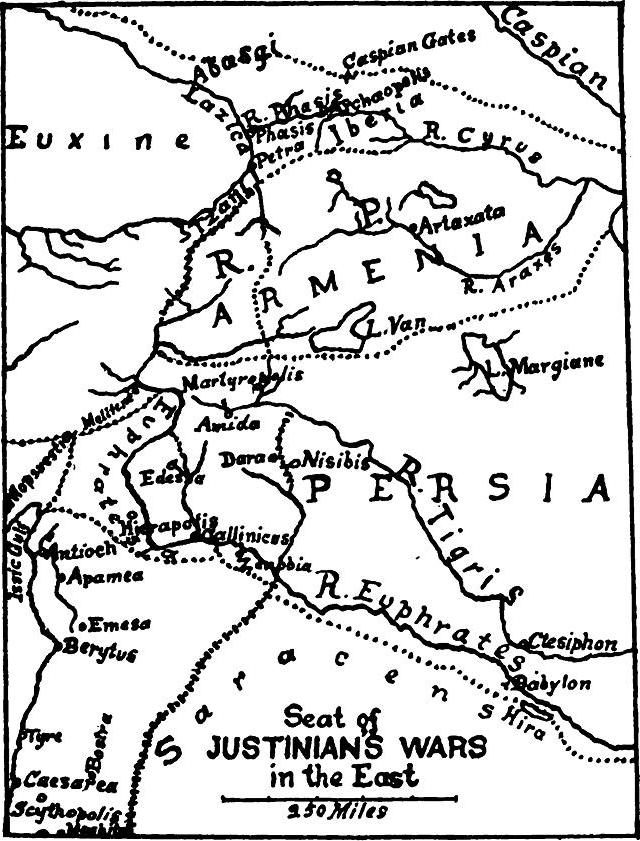 Caspian
Abasgi
Caspian Gates
Lazica
R. Phasis
Archaeopolis
Phasis
Iberia
Petra
R. Cyrus
Euxine
Tzani
P.
Artaxata
R.
ARMENIA
R. Araxes
L. Van
L. Margiane
Martyropolis
Melitene
Amida
Euphrates
Mopsuestia
Daras
Nisibis
Edessa
PERSIA
R. Tigris
Hierapolis
Callinicus
Issic Gulf
Antioch
Zenobia
Apamea
R. Euphrates
Emesa
Berytus
Ctesiphon
Babylon
Saracens
Hira
Tyre
Bostra
Seat of
JUSTINIAN'S WARS
in the East
250 Miles
Caesarea
Scythopolis